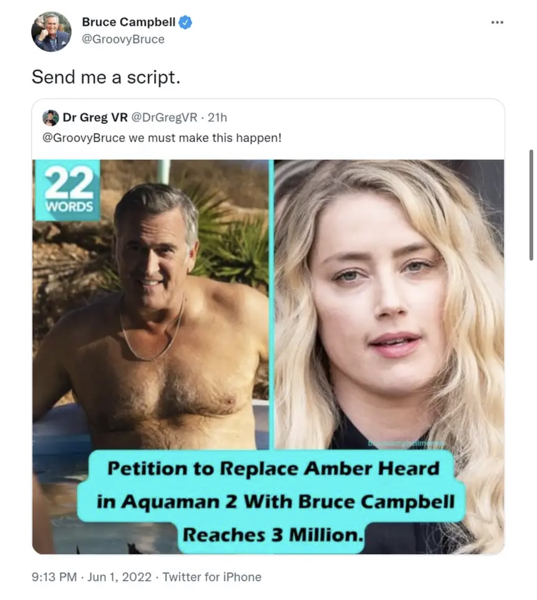 Bruce Campbell
@GroovyBruce
Send me a script.
Dr Greg VR @DrGregVR · 21h
@GroovyBruce we must make this happen!
22
WORDS
Petition to Replace Amber Heard
in Aquaman 2 With Bruce Campbell
Reaches 3 Million.
9:13 PM · Jun 1, 2022 · Twitter for iPhone